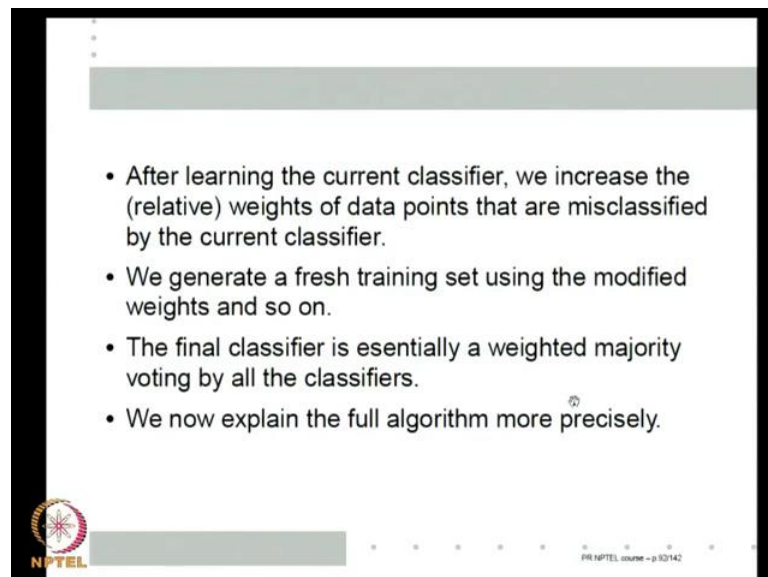 • After learning the current classifier, we increase the
(relative) weights of data points that are misclassified
by the current classifier.
• We generate a fresh training set using the modified
weights and so on.
• The final classifier is esentially a weighted majority
voting by all the classifiers.
• We now explain the full algorithm more precisely.
NPTEL
PR NPTEL course – p.92/142